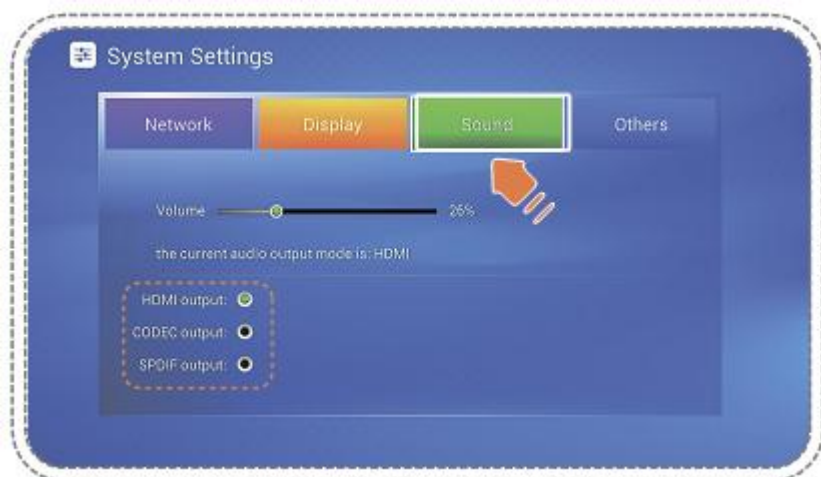 System Settings
Network Display Sound Others
Volume 26%
the current audio output mode is: HDMI
HDMI output:
CODEC output:
SPDIF output: